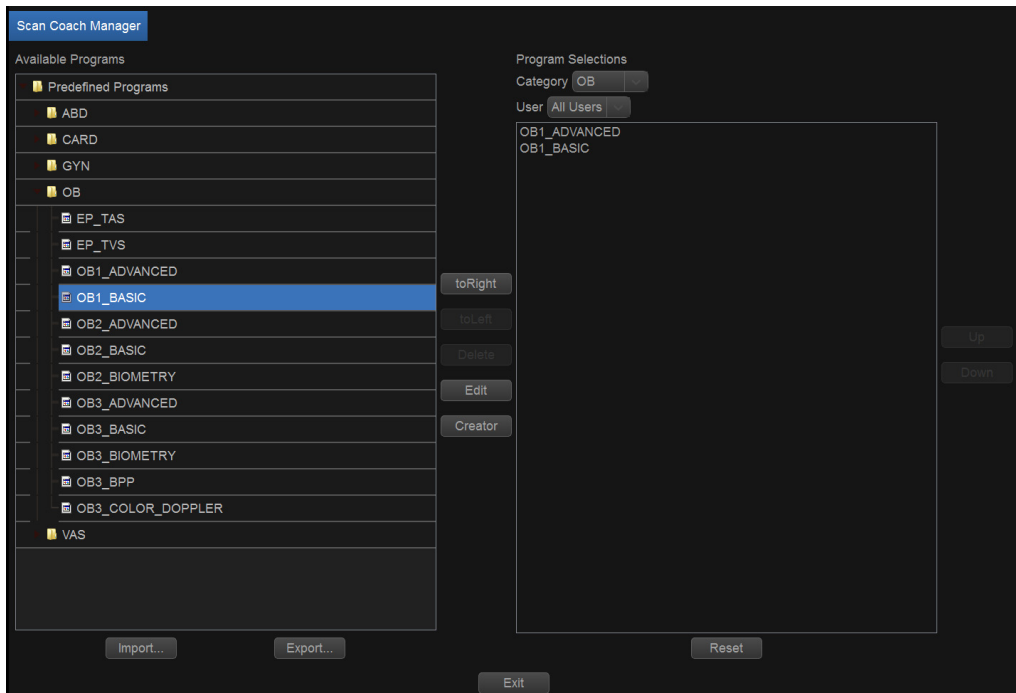 Scan Coach Manager
Available Programs
Predefined Programs
ABD
CARD
GYN
OB
EP_TAS
EP_TVS
OB1_ADVANCED
OB1_BASIC
OB2_ADVANCED
OB2_BASIC
OB2_BIOMETRY
OB3_ADVANCED
OB3_BASIC
OB3_BIOMETRY
OB3_BPP
OB3_COLOR_DOPPLER
VAS
Import...
Export...
toRight
toLeft
Delete
Edit
Creator
Program Selections
Category OB
User All Users
OB1_ADVANCED
OB1_BASIC
Up
Down
Reset
Exit